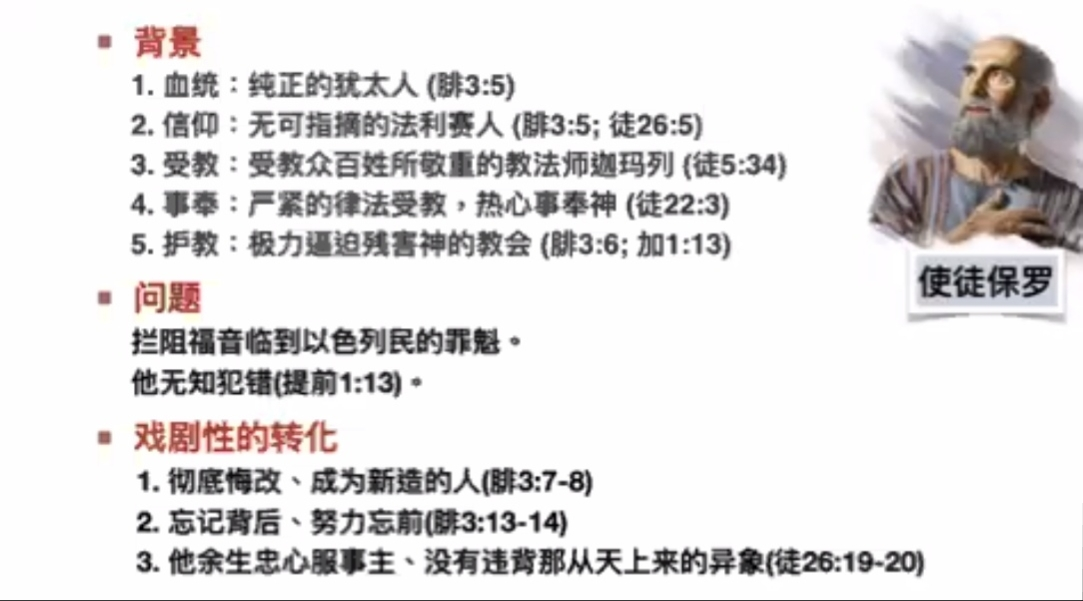 背景
1. 血统：纯正的犹太人 (腓3:5)
2. 信仰：无可指摘的法利赛人 (腓3:5; 徒26:5)
3. 受教：受教众百姓所敬重的教法师迦玛列 (徒5:34)
4. 事奉：严紧的律法受教，热心事奉神 (徒22:3)
5. 护教：极力逼迫残害神的教会 (腓3:6; 加1:13)
使徒保罗
问题
拦阻福音临到以色列民的罪魁。
他无知犯错(提前1:13)。
戏剧性的转化
1. 彻底悔改、成为新造的人(腓3:7-8)
2. 忘记背后、努力忘前(腓3:13-14)
3. 他余生忠心服事主、没有违背那从天上来的异象(徒26:19-20)